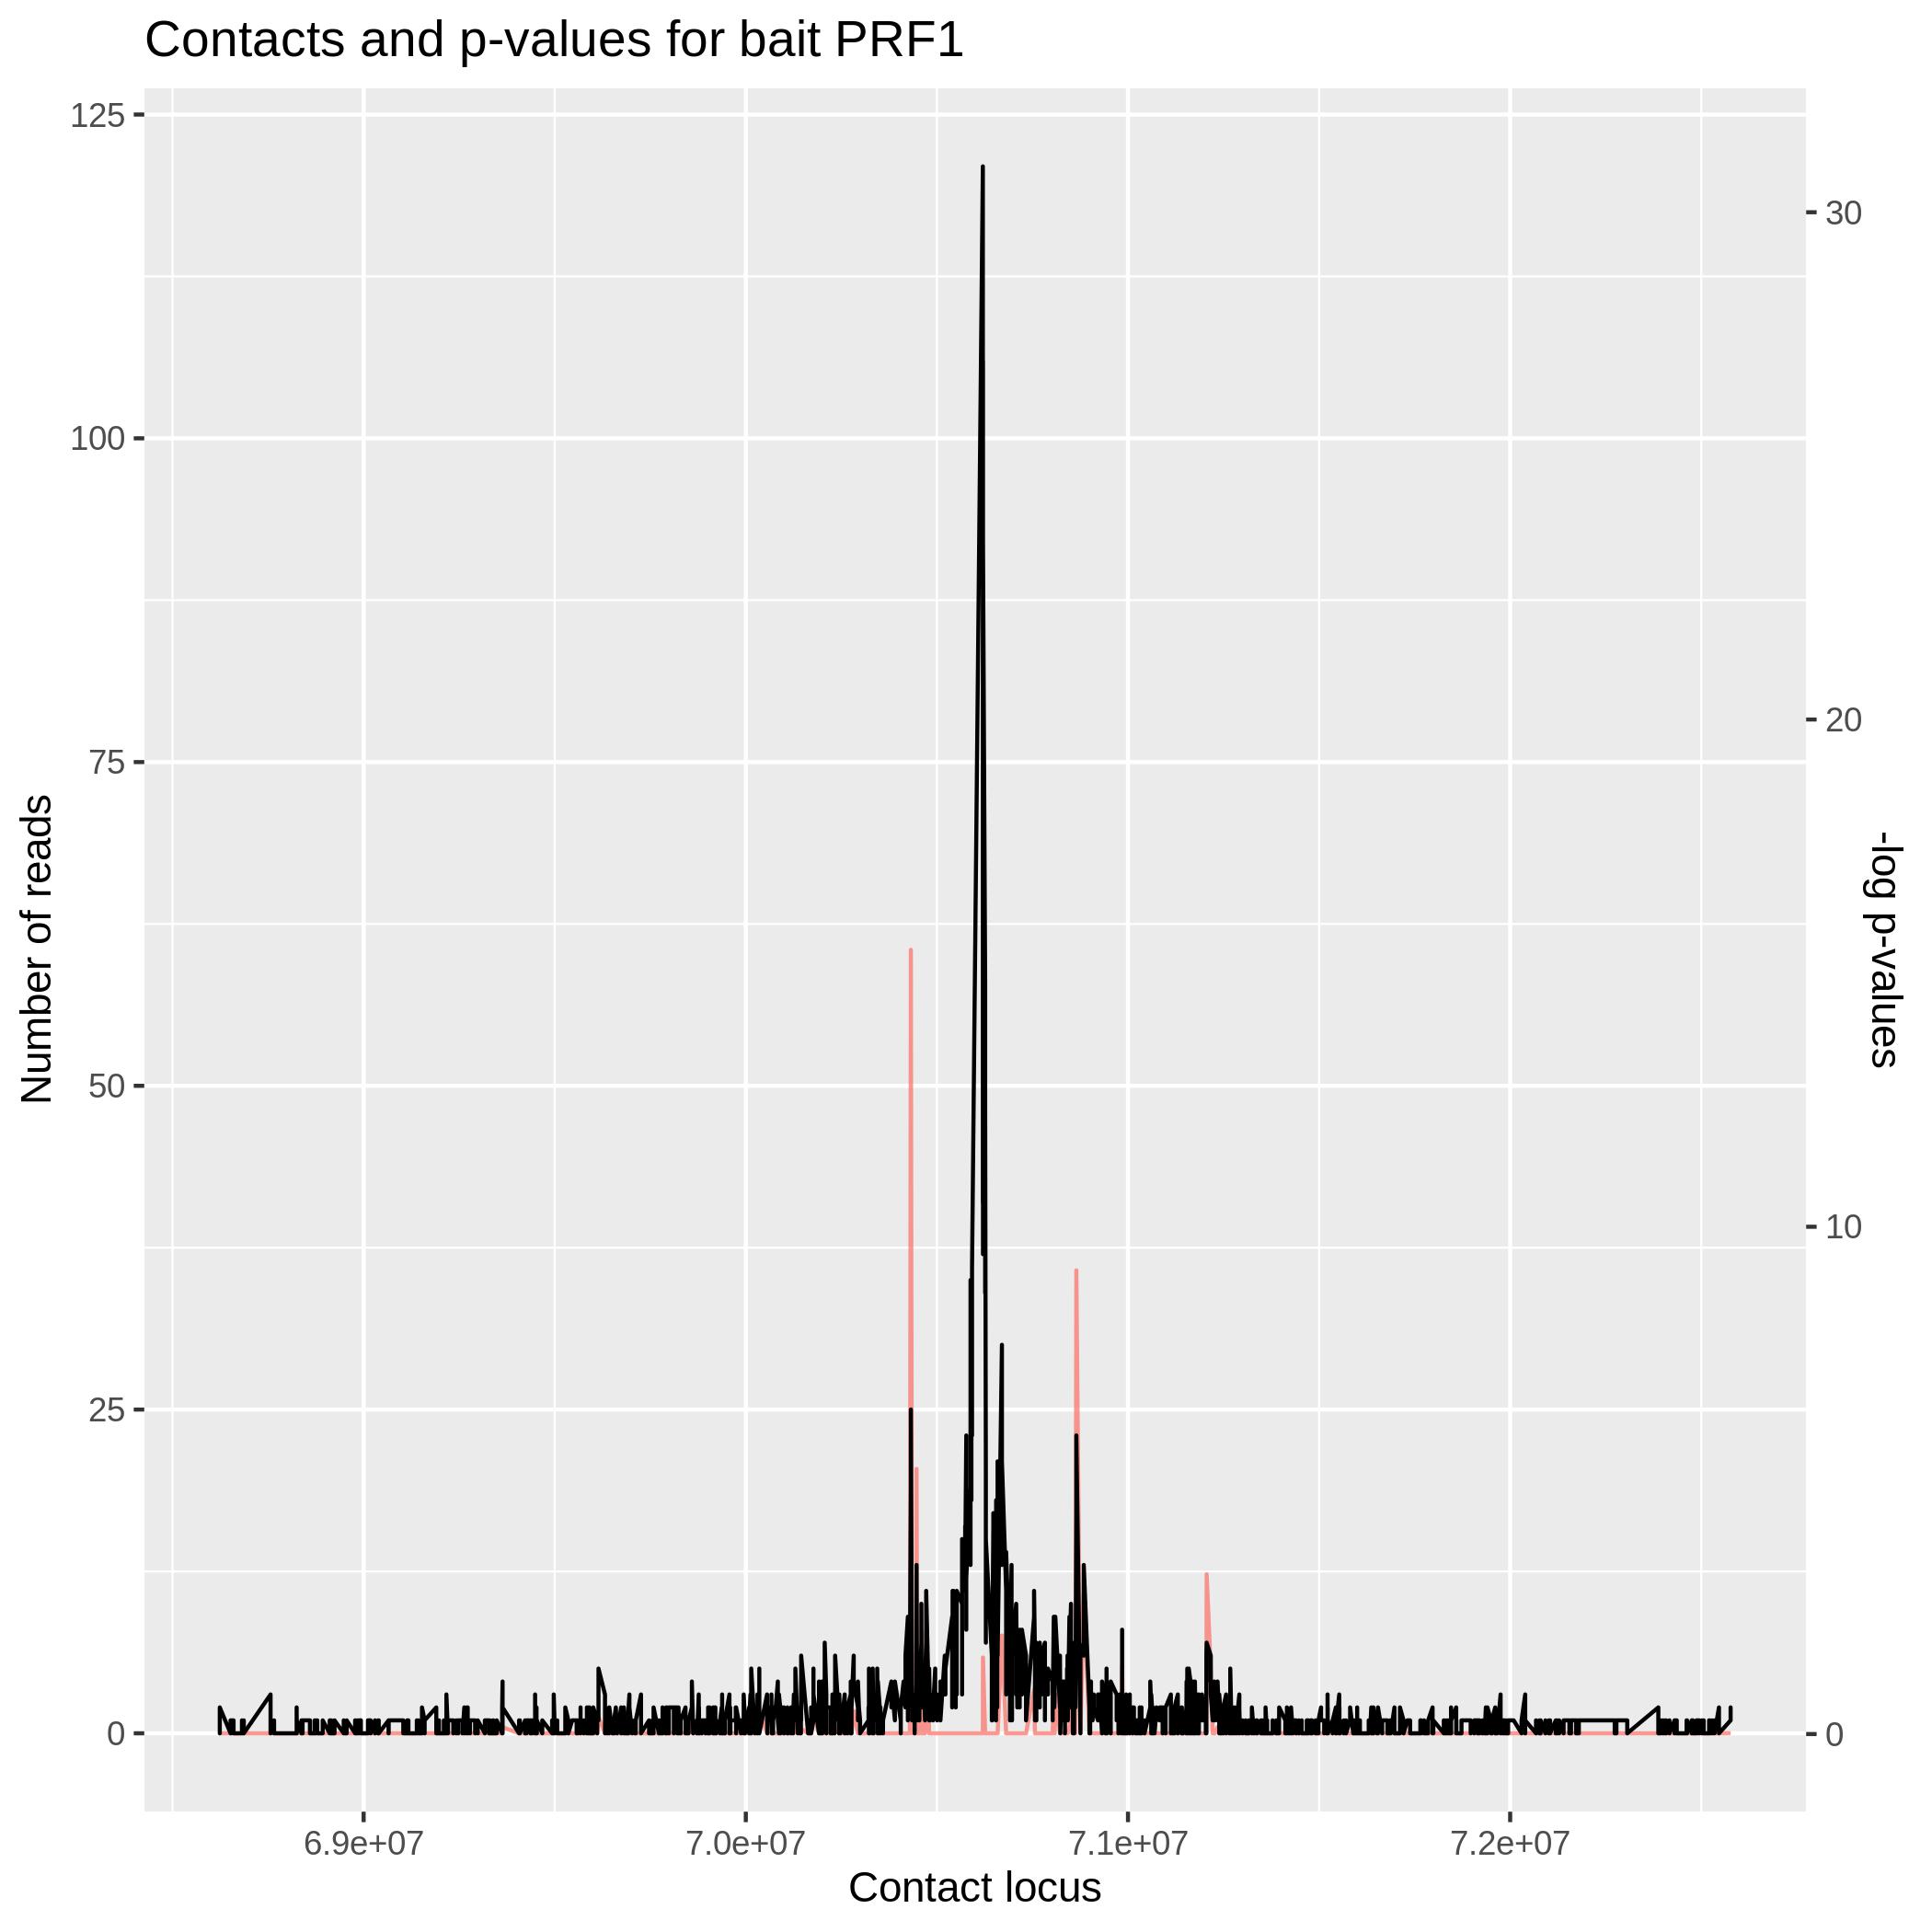 Contacts and p-values for bait PRF1
125
100
75
50
25
0
Number of reads
30
20
10
0
-log p-values
6.9e+07
7.0e+07
7.1e+07
7.2e+07
Contact locus